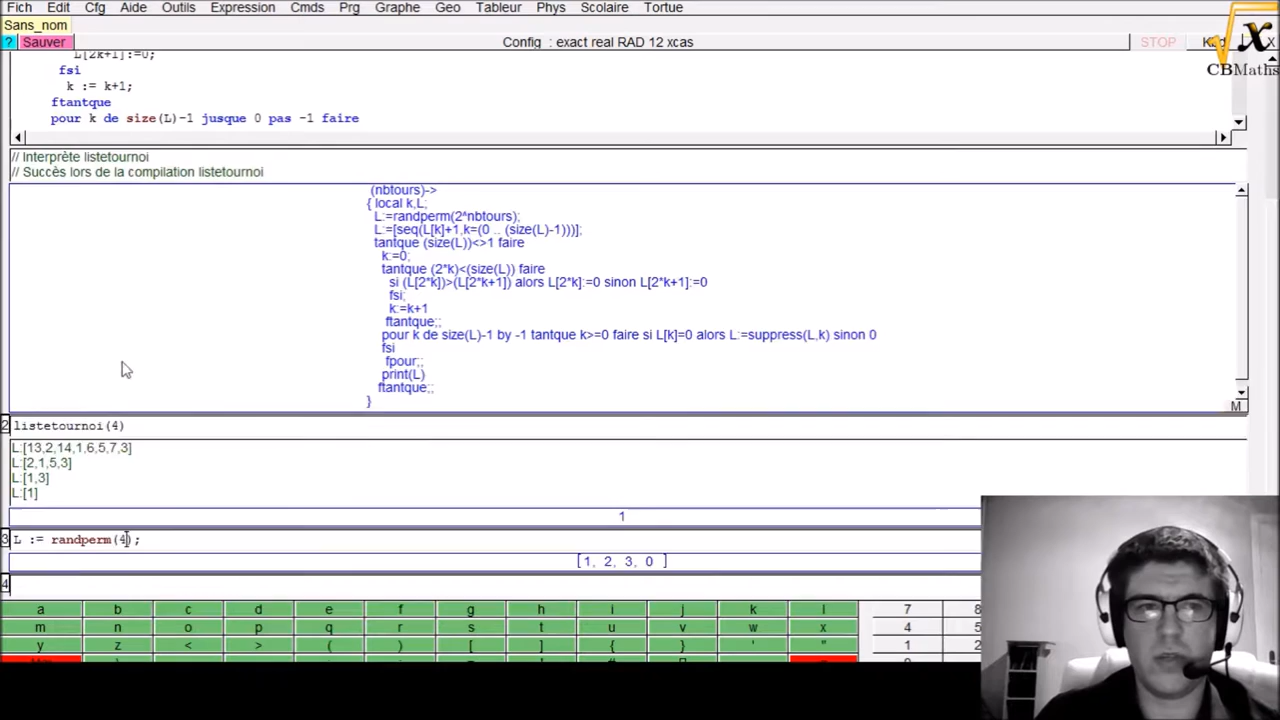 Fich Edit Cfg Aide Outils Expression Cmds Prg Graphe Geo Tableur Phys Scolaire Tortue
Sans_nom
? Sauver Config : exact real RAD 12 xcas STOP Kbd X
CBMaths
L[2k+1]:=0;
fsi
k := k+1;
ftantque
pour k de size(L)-1 jusque 0 pas -1 faire
// Interprète listetournoi
// Succès lors de la compilation listetournoi
(nbtours)->
{ local k,L;
L:=randperm(2^nbtours);
L:=[seq(L[k]+1,k=(0 .. (size(L)-1)))];
tantque (size(L))<>1 faire
k:=0;
tantque (2*k)<(size(L)) faire
si (L[2*k])>(L[2*k+1]) alors L[2*k]:=0 sinon L[2*k+1]:=0
fsi;
k:=k+1
ftantque;;
pour k de size(L)-1 by -1 tantque k>=0 faire si L[k]=0 alors L:=suppress(L,k) sinon 0
fsi
fpour;;
print(L)
ftantque;;
}
M
2 listetournoi(4)
L:[13,2,14,1,6,5,7,3]
L:[2,1,5,3]
L:[1,3]
L:[1]
1
3 L := randperm(4);
[1, 2, 3, 0 ]
4
a b c d e f g h i j k l 7 8
m n o p q r s t u v w x 4 5
y z < > ( ) [ ] { } ' " 1 2